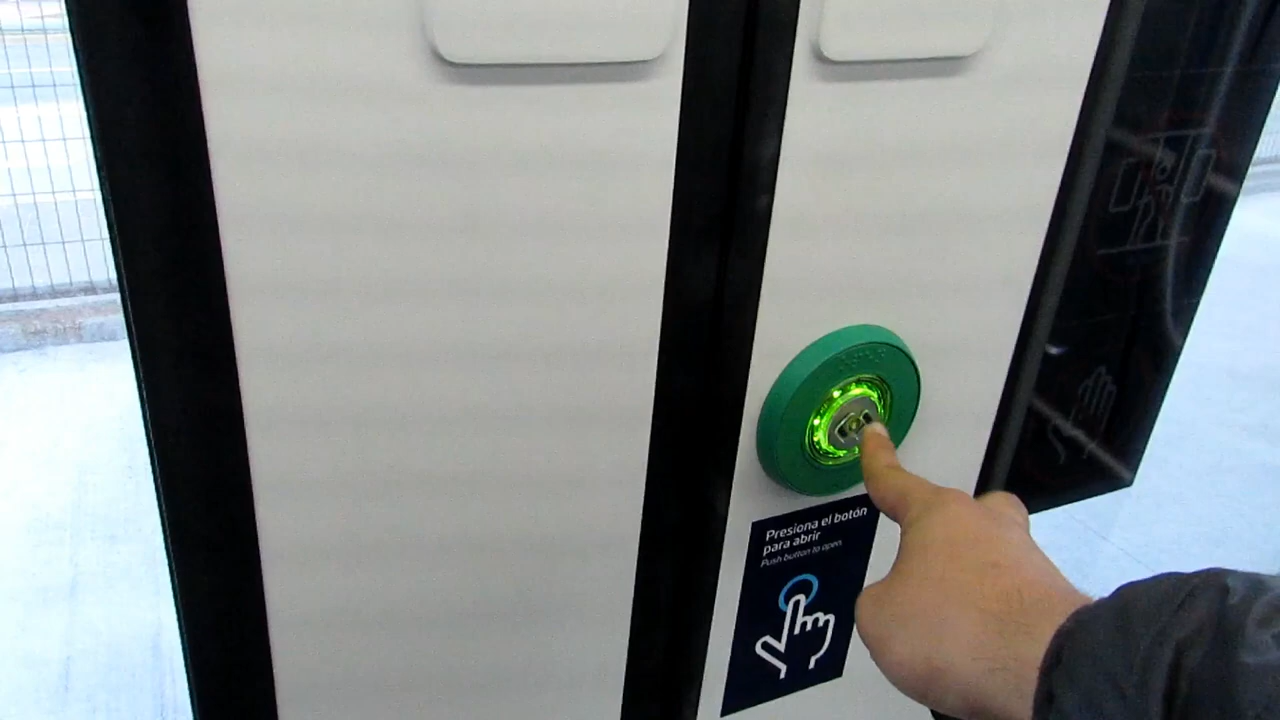 Presiona el botón
para abrir
Push button to open